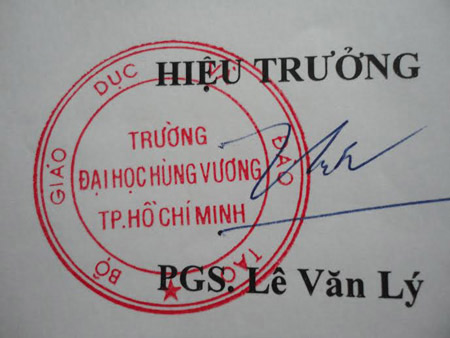 HIỆU TRƯỞNG
BỘ GIÁO DỤC VÀ ĐÀO TẠO
TRƯỜNG
ĐẠI HỌC HÙNG VƯƠNG
TP.HỒ CHÍ MINH
PGS. Lê Văn Lý